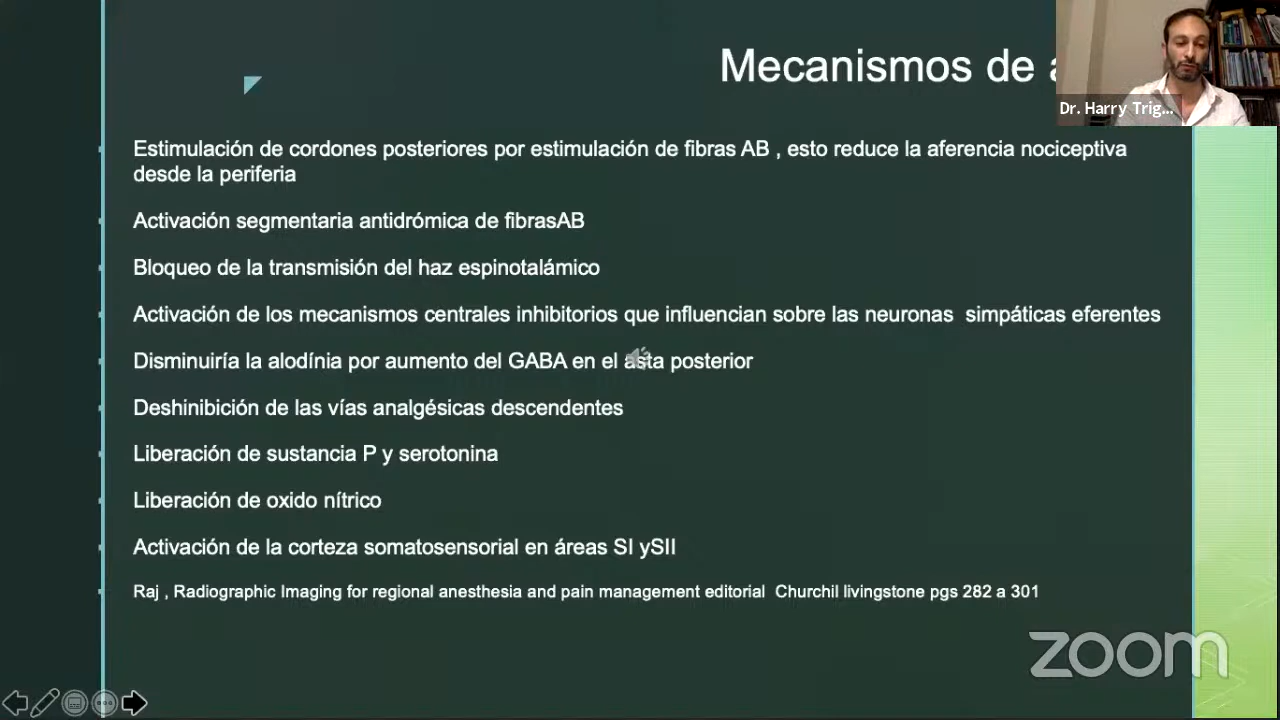 Mecanismos de a
Dr. Harry Trig...
Estimulación de cordones posteriores por estimulación de fibras AB , esto reduce la aferencia nociceptiva
desde la periferia
Activación segmentaria antidrómica de fibrasAB
Bloqueo de la transmisión del haz espinotalámico
Activación de los mecanismos centrales inhibitorios que influencian sobre las neuronas  simpáticas eferentes
Disminuiría la alodínia por aumento del GABA en el asta posterior
Deshinibición de las vías analgésicas descendentes
Liberación de sustancia P y serotonina
Liberación de oxido nítrico
Activación de la corteza somatosensorial en áreas SI ySII
Raj , Radiographic Imaging for regional anesthesia and pain management editorial  Churchil livingstone pgs 282 a 301
zoom